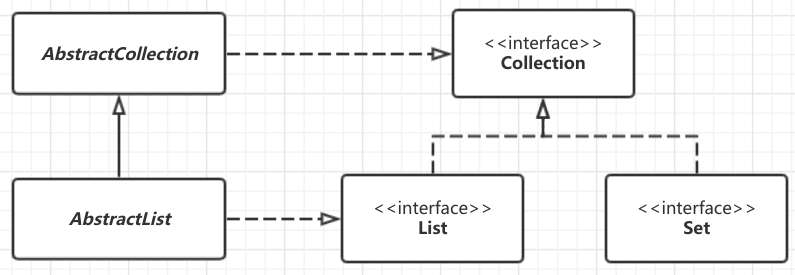 AbstractCollection
<<interface>>
Collection
AbstractList
<<interface>>
List
<<interface>>
Set